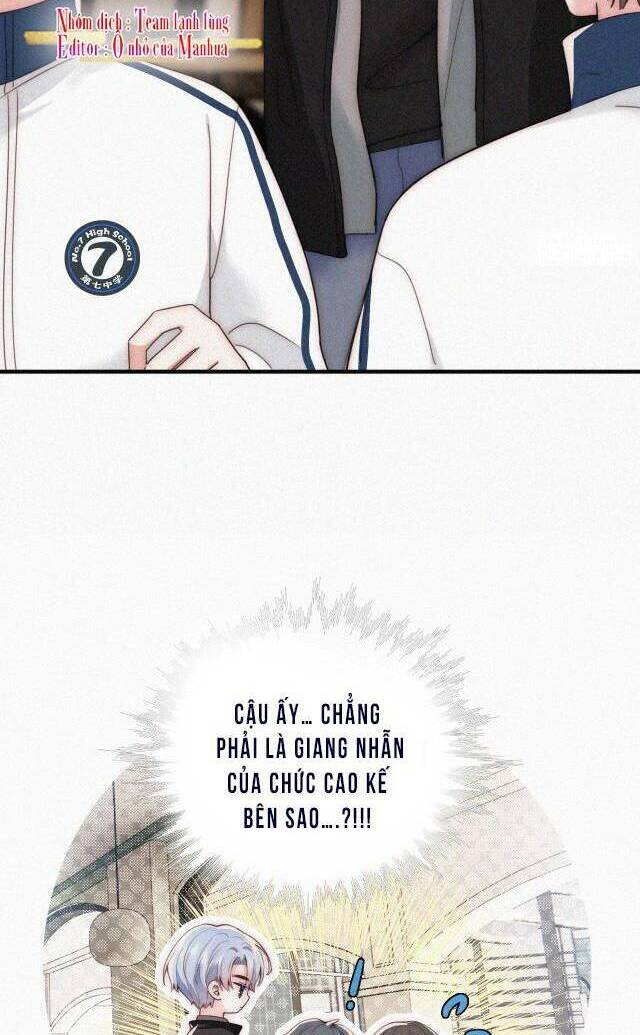 Nhóm dịch : Team lạnh lùng
Editor : Ổ nhỏ của Manhua
No.7 High School
7
第七中学
CẬU ẤY... CHẲNG
PHẢI LÀ GIANG NHẪN
CỦA CHỨC CAO KẾ
BÊN SAO....?!!!